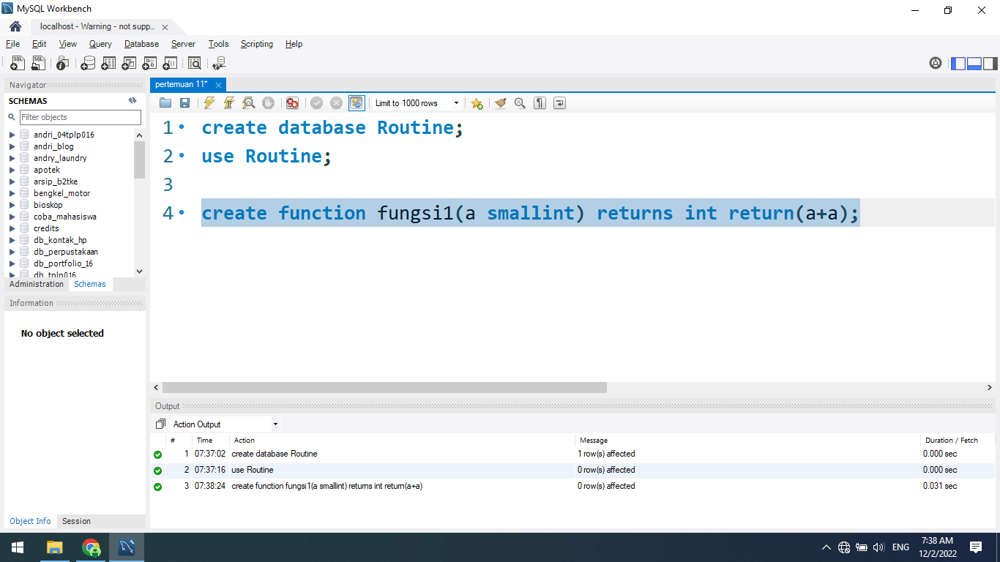 MySQL Workbench
localhost - Warning - not supp...
File Edit View Query Database Server Tools Scripting Help
Navigator
SCHEMAS
Filter objects
andri_04tplp016
andri_blog
andry_laundry
apotek
arsip_b2tke
bengkel_motor
bioskop
coba_mahasiswa
credits
db_kontak_hp
db_perpustakaan
db_portfolio_16
db_tplp016
Administration Schemas
Information
No object selected
Object Info Session
pertemuan 11*
Limit to 1000 rows
1 create database Routine;
2 use Routine;
3
4 create function fungsi1(a smallint) returns int return(a+a);
Output
Action Output
# Time Action Message Duration / Fetch
1 07:37:02 create database Routine 1 row(s) affected 0.000 sec
2 07:37:16 use Routine 0 row(s) affected 0.000 sec
3 07:38:24 create function fungsi1(a smallint) returns int return(a+a) 0 row(s) affected 0.031 sec
ENG
7:38 AM
12/2/2022